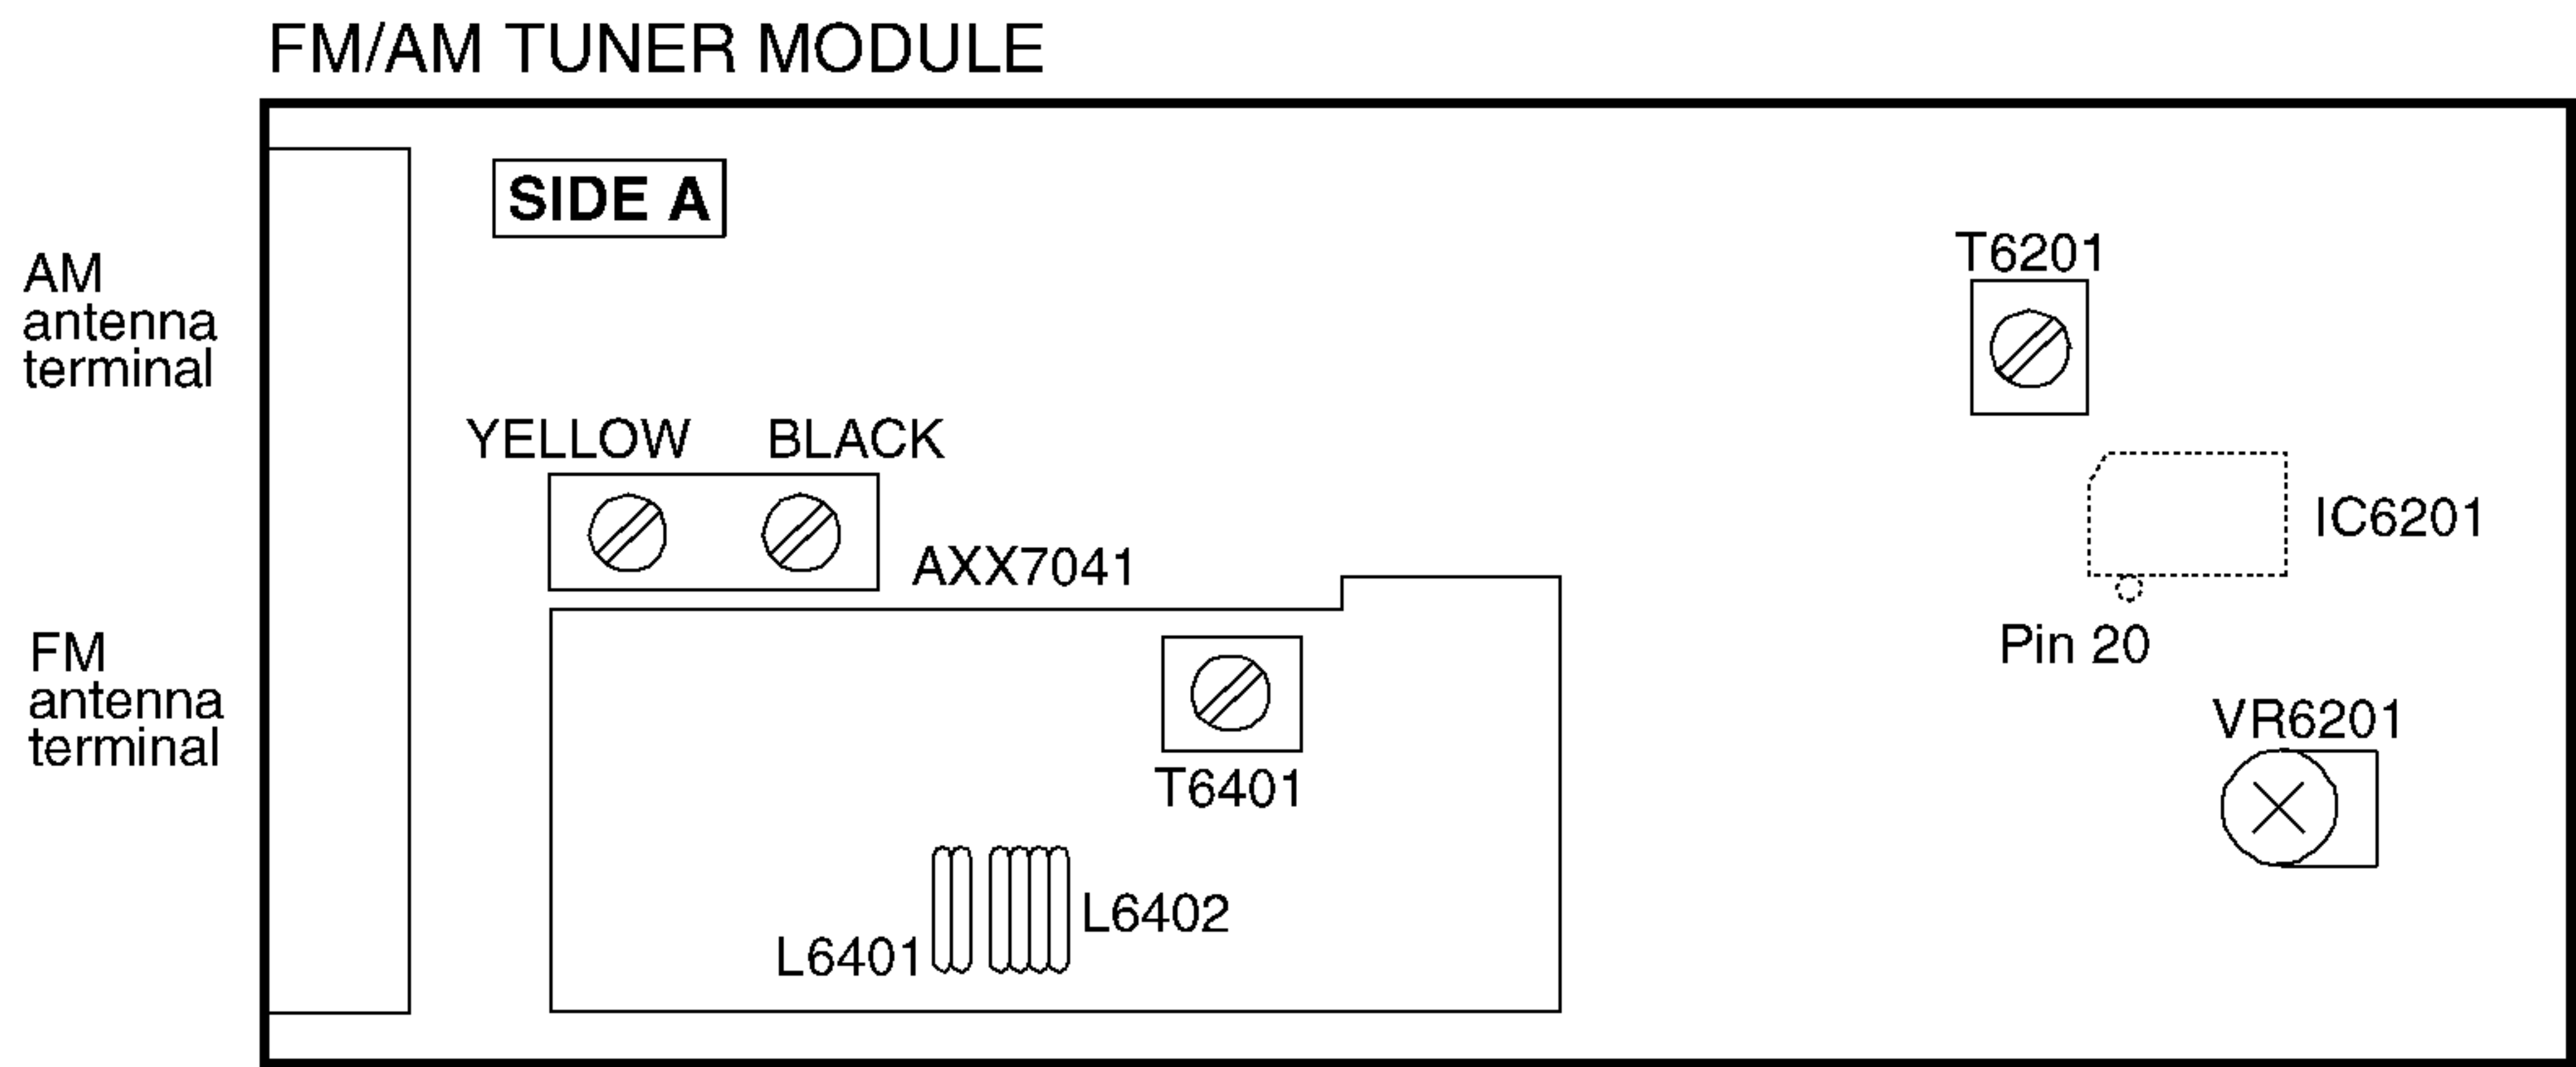 FM/AM TUNER MODULE
SIDE A
AM
antenna
terminal
T6201
YELLOW BLACK
IC6201
AXX7041
FM
antenna
terminal
Pin 20
VR6201
T6401
L6402
L6401